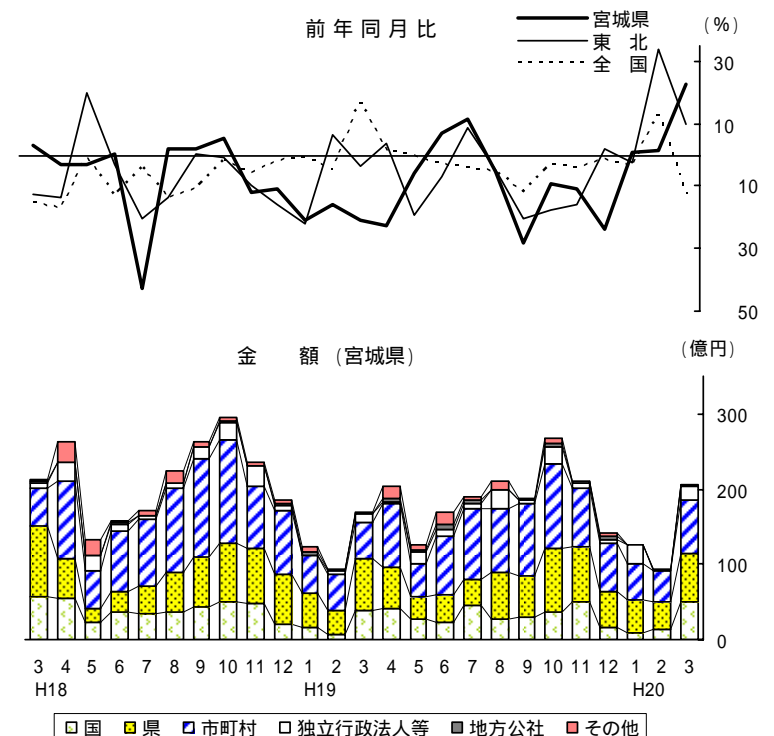 前年同月比
宮城県
東 北
全 国
(%)
30
10
10
30
50
金 額 (宮城県)
(億円)
300
200
100
0
3 4 5 6 7 8 9 10 11 12 1 2 3 4 5 6 7 8 9 10 11 12 1 2 3
H18 H19 H20
国 県 市町村 独立行政法人等 地方公社 その他